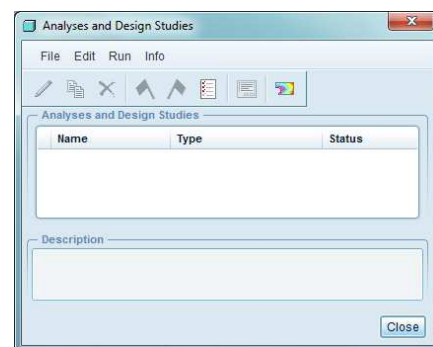 Analyses and Design Studies
File Edit Run Info
Analyses and Design Studies
Name Type Status
Description
Close